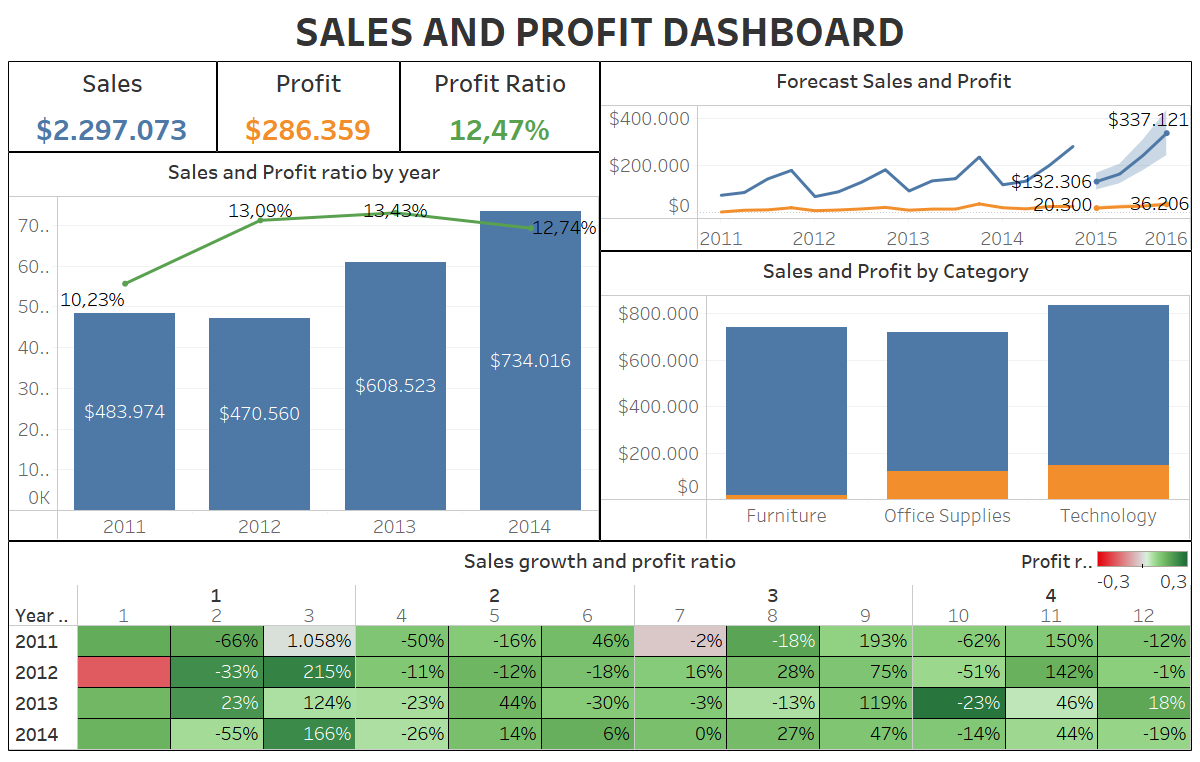 SALES AND PROFIT DASHBOARD
Sales
$2.297.073
Profit
$286.359
Profit Ratio
12,47%
Sales and Profit ratio by year
70..
60..
50..
40..
30..
20..
10..
0K
10,23%
13,09%
13,43%
12,74%
$483.974
$470.560
$608.523
$734.016
2011 2012 2013 2014
Forecast Sales and Profit
$400.000
$200.000
$0
$337.121
$132.306
20.300
36.206
2011 2012 2013 2014 2015 2016
Sales and Profit by Category
$800.000
$600.000
$400.000
$200.000
$0
Furniture Office Supplies Technology
Sales growth and profit ratio
Profit r..
-0,3 0,3
1 2 3 4
Year .. 1 2 3 4 5 6 7 8 9 10 11 12
2011 -66% 1.058% -50% -16% 46% -2% -18% 193% -62% 150% -12%
2012 -33% 215% -11% -12% -18% 16% 28% 75% -51% 142% -1%
2013 23% 124% -23% 44% -30% -3% -13% 119% -23% 46% 18%
2014 -55% 166% -26% 14% 6% 0% 27% 47% -14% 44% -19%